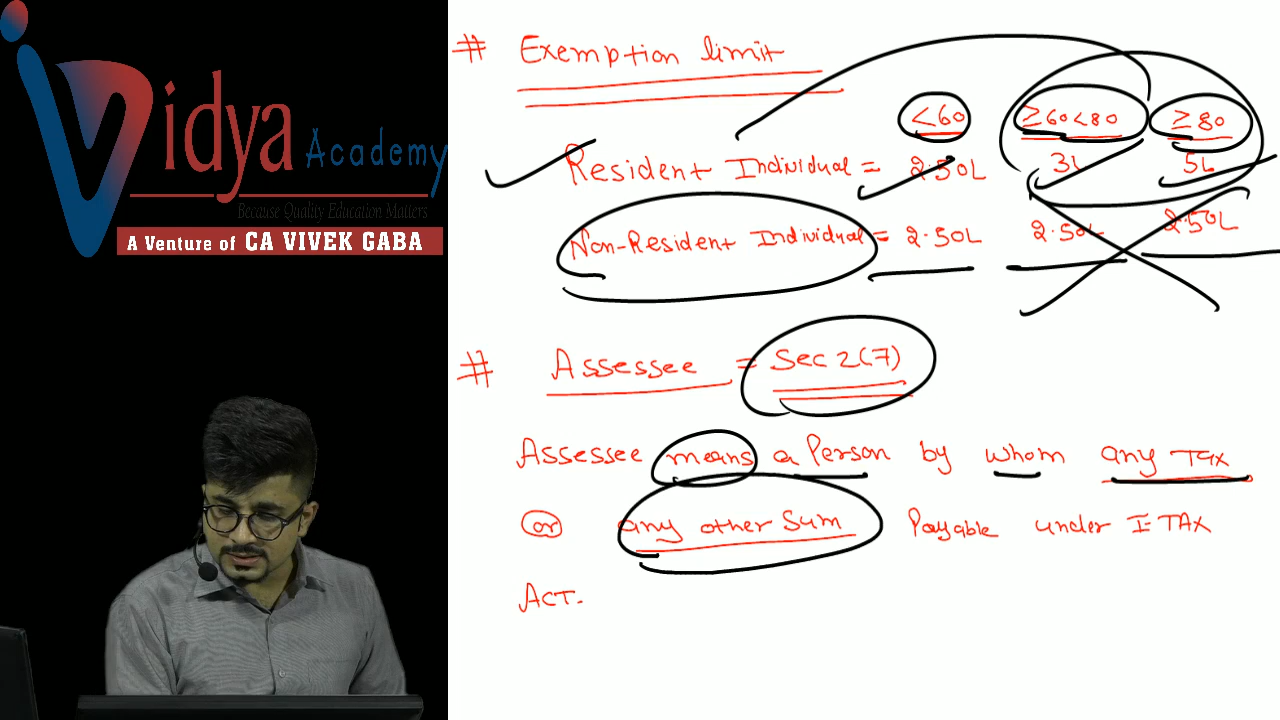 Vidya Academy
Because Quality Education Matters
A Venture of CA VIVEK GABA
# Exemption limit
<60 ≥60<80 ≥80
Resident Individual = 2.50L 3L 5L
Non-Resident Individual = 2.50L 2.50L 2.50L
# Assessee = Sec 2(7)
Assessee means a Person by whom any Tax
or any other Sum Payable under I-TAX
ACT.